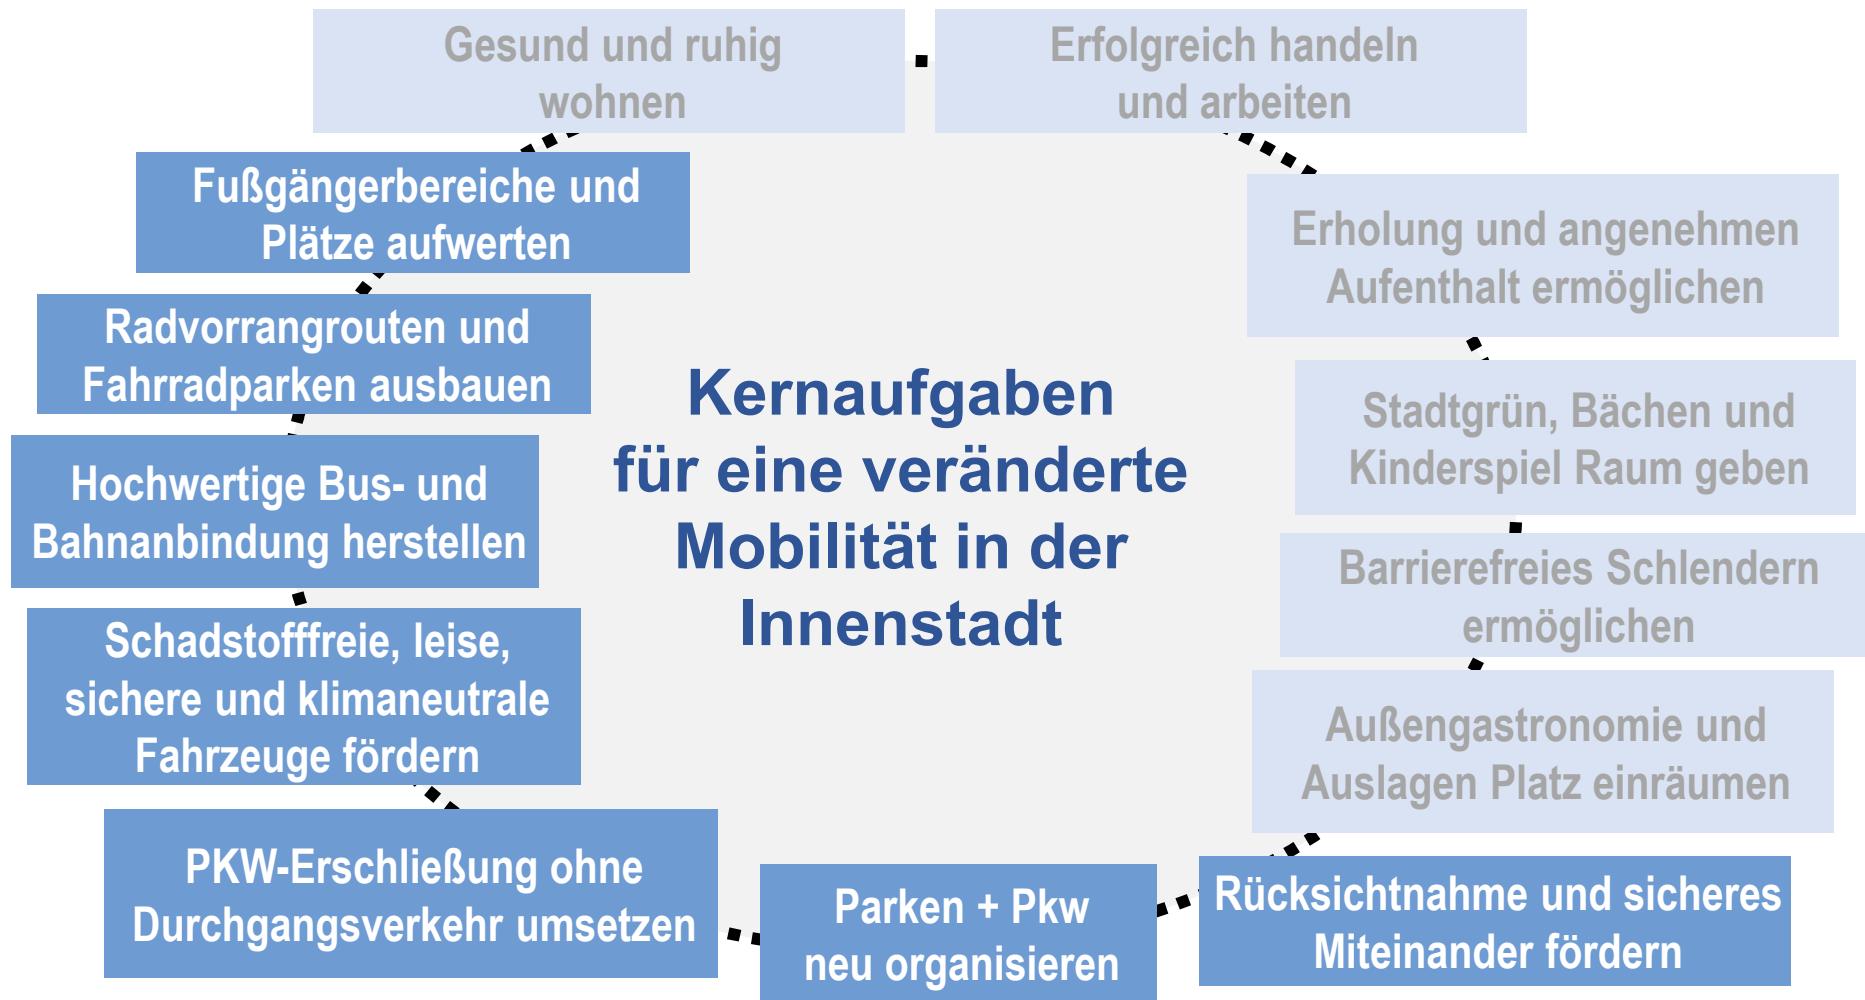 Gesund und ruhig
wohnen
Erfolgreich handeln
und arbeiten
Fußgängerbereiche und
Plätze aufwerten
Erholung und angenehmen
Aufenthalt ermöglichen
Radvorrangrouten und
Fahrradparken ausbauen
Kernaufgaben
für eine veränderte
Mobilität in der
Innenstadt
Stadtgrün, Bächen und
Kinderspiel Raum geben
Hochwertige Bus- und
Bahnanbindung herstellen
Barrierefreies Schlendern
ermöglichen
Schadstofffreie, leise,
sichere und klimaneutrale
Fahrzeuge fördern
Außengastronomie und
Auslagen Platz einräumen
PKW-Erschließung ohne
Durchgangsverkehr umsetzen
Parken + Pkw
neu organisieren
Rücksichtnahme und sicheres
Miteinander fördern